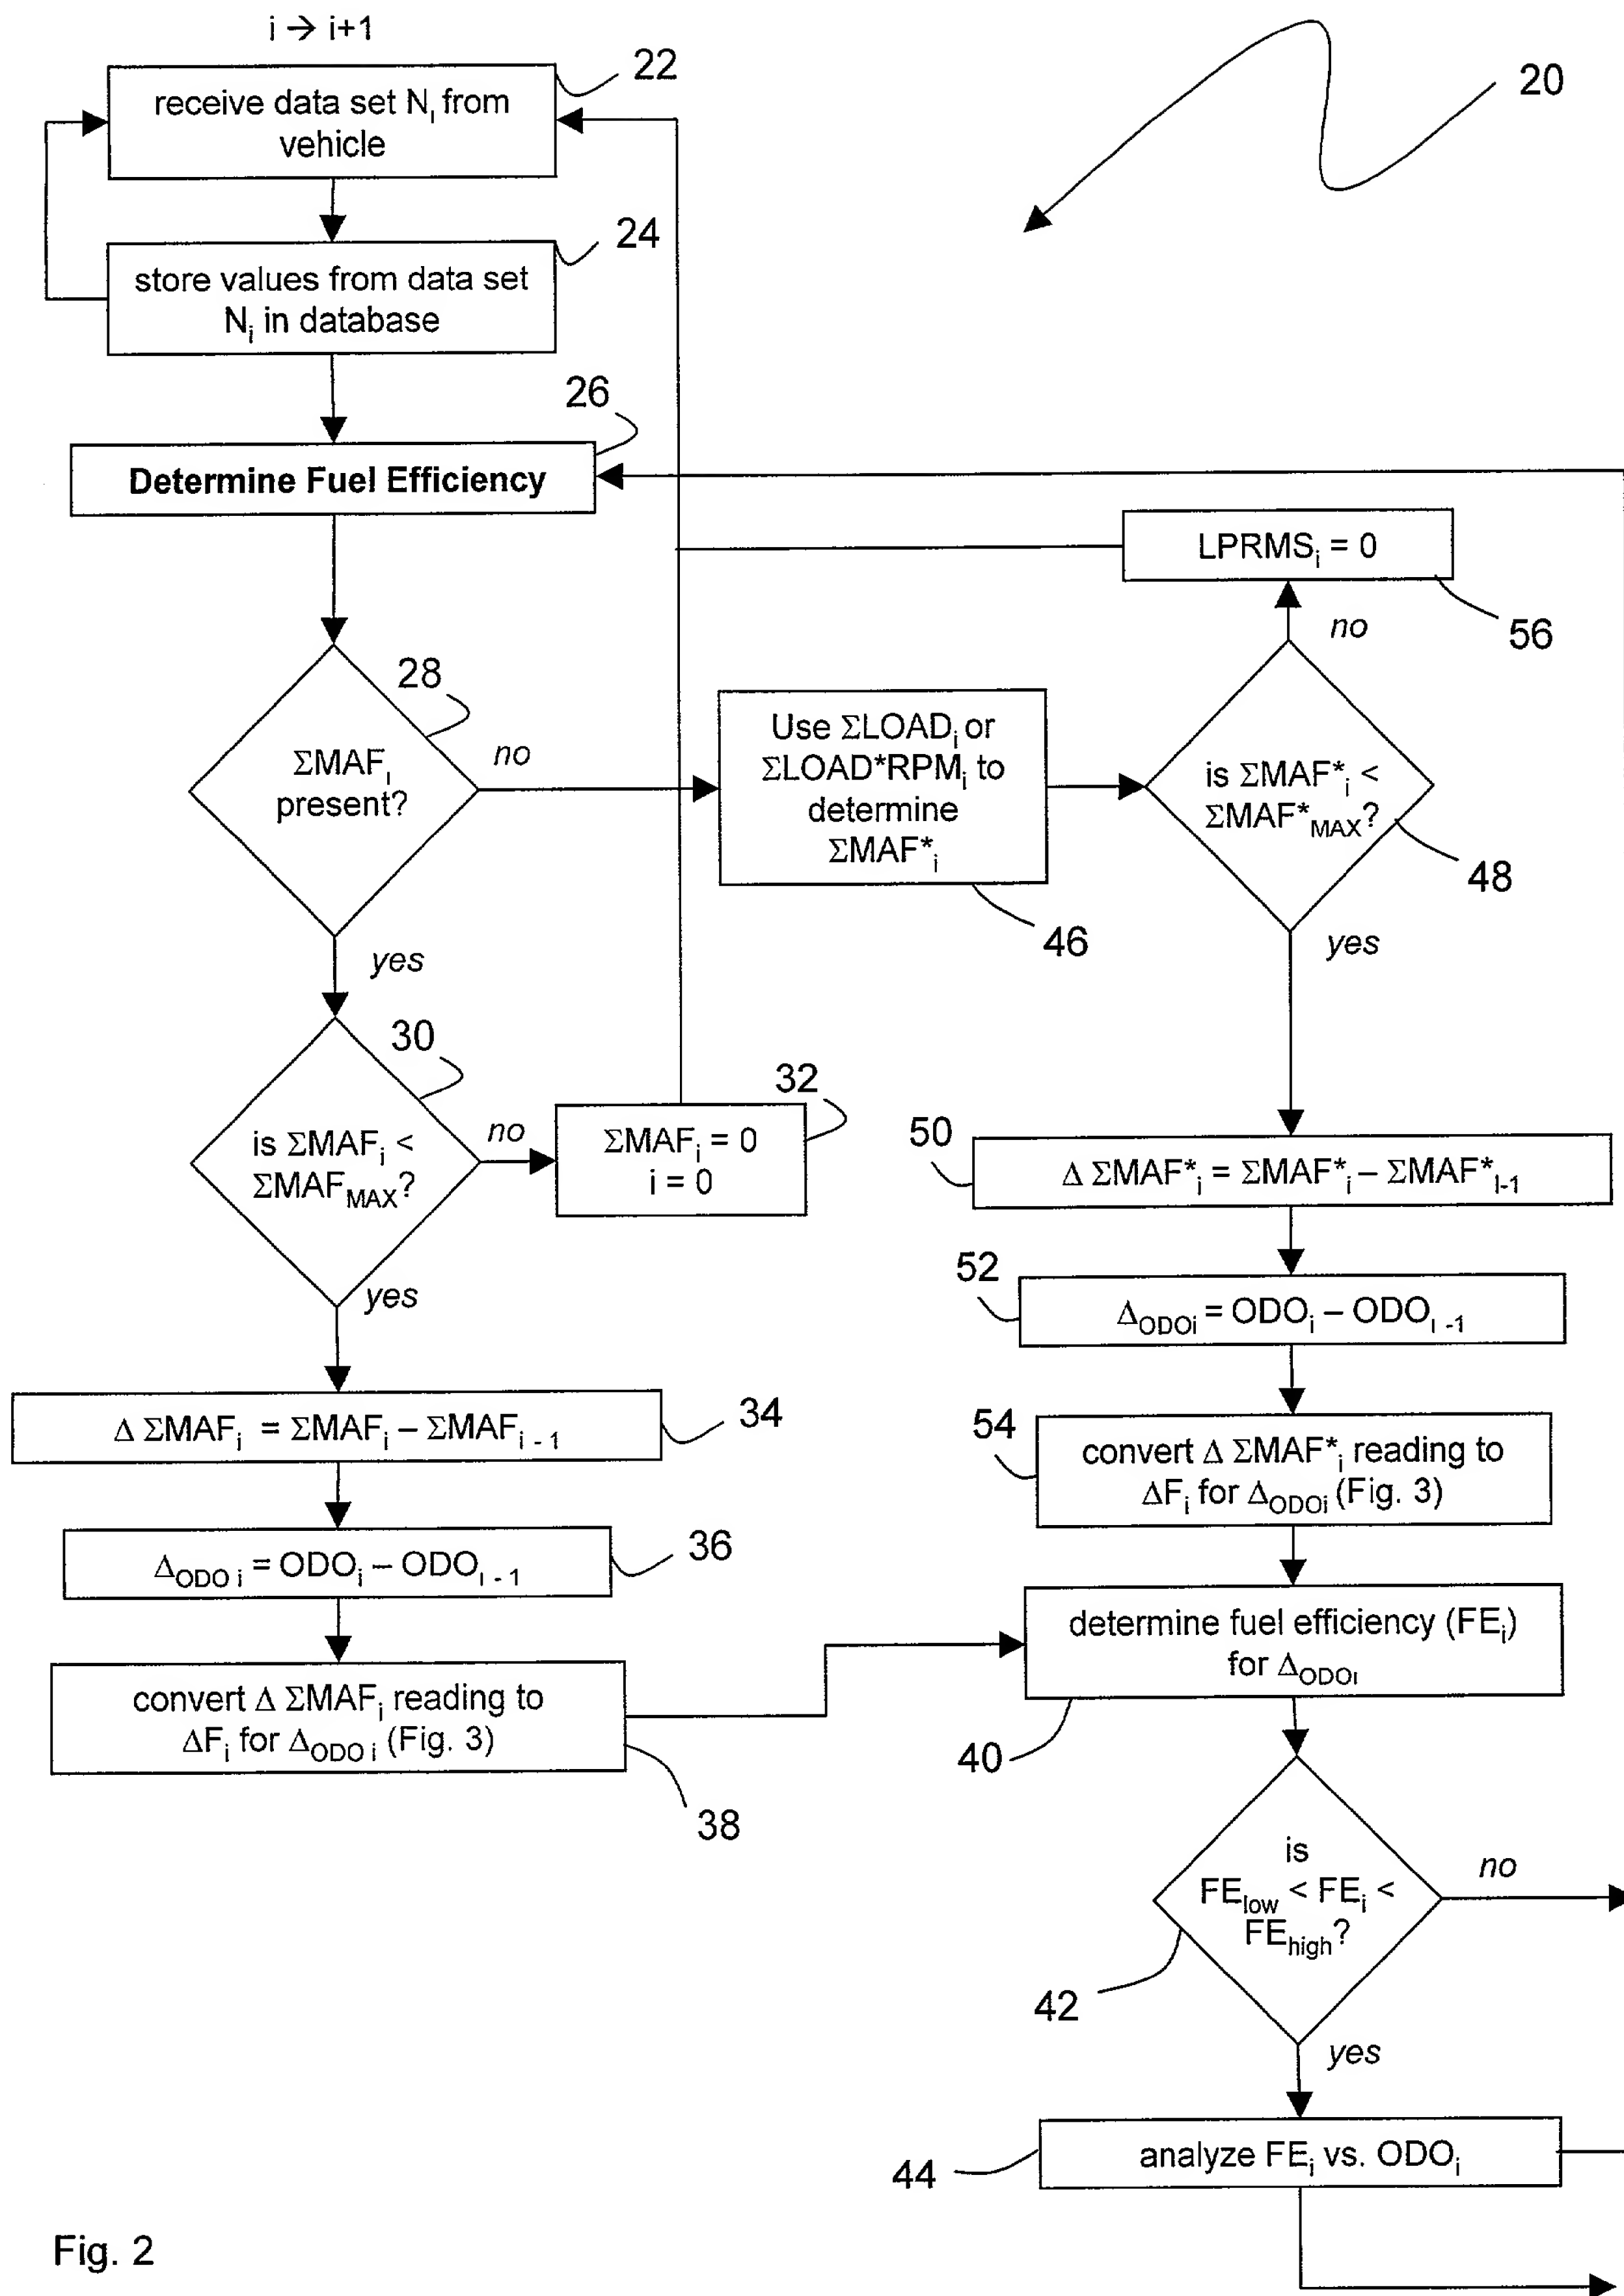 i → i+1
22
receive data set Nᵢ from
vehicle
20
24
store values from data set
Nᵢ in database
26
Determine Fuel Efficiency
LPRMSᵢ = 0
56
no
28
ΣMAFᵢ
present?
no
Use ΣLOADᵢ or
ΣLOAD*RPMᵢ to
determine
ΣMAF*ᵢ
46
is ΣMAF*ᵢ <
ΣMAF*MAX?
48
yes
yes
30
is ΣMAFᵢ <
ΣMAFMAX?
no
32
ΣMAFᵢ = 0
i = 0
yes
50
Δ ΣMAF*ᵢ = ΣMAF*ᵢ – ΣMAF*ᵢ₋₁
52
ΔODOi = ODOᵢ – ODOᵢ₋₁
34
Δ ΣMAFᵢ = ΣMAFᵢ – ΣMAFᵢ₋₁
54
convert Δ ΣMAF*ᵢ reading to
ΔFᵢ for ΔODOi (Fig. 3)
36
ΔODO i = ODOᵢ – ODOᵢ₋₁
38
convert Δ ΣMAFᵢ reading to
ΔFᵢ for ΔODO i (Fig. 3)
determine fuel efficiency (FEᵢ)
for ΔODOi
40
is
FElow < FEᵢ <
FEhigh?
no
42
yes
44
analyze FEᵢ vs. ODOᵢ
Fig. 2